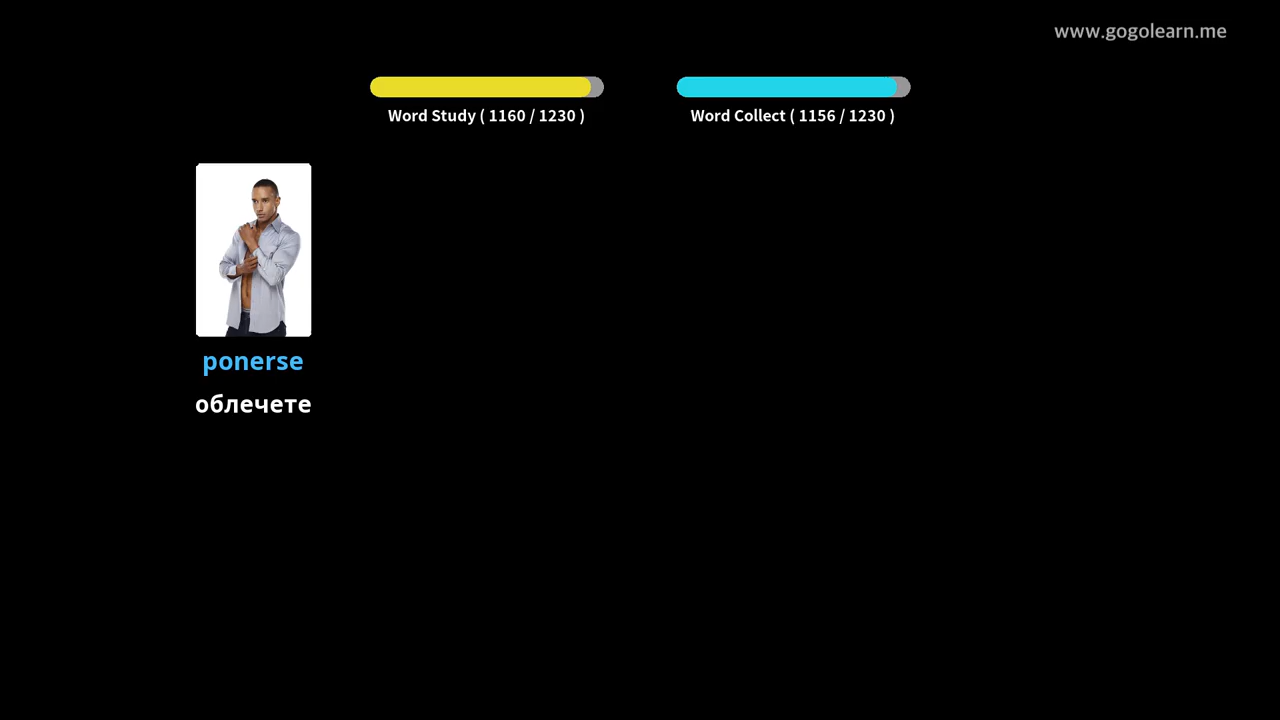 www.gogolearn.me
Word Study ( 1160 / 1230 )
Word Collect ( 1156 / 1230 )
ponerse
облечете